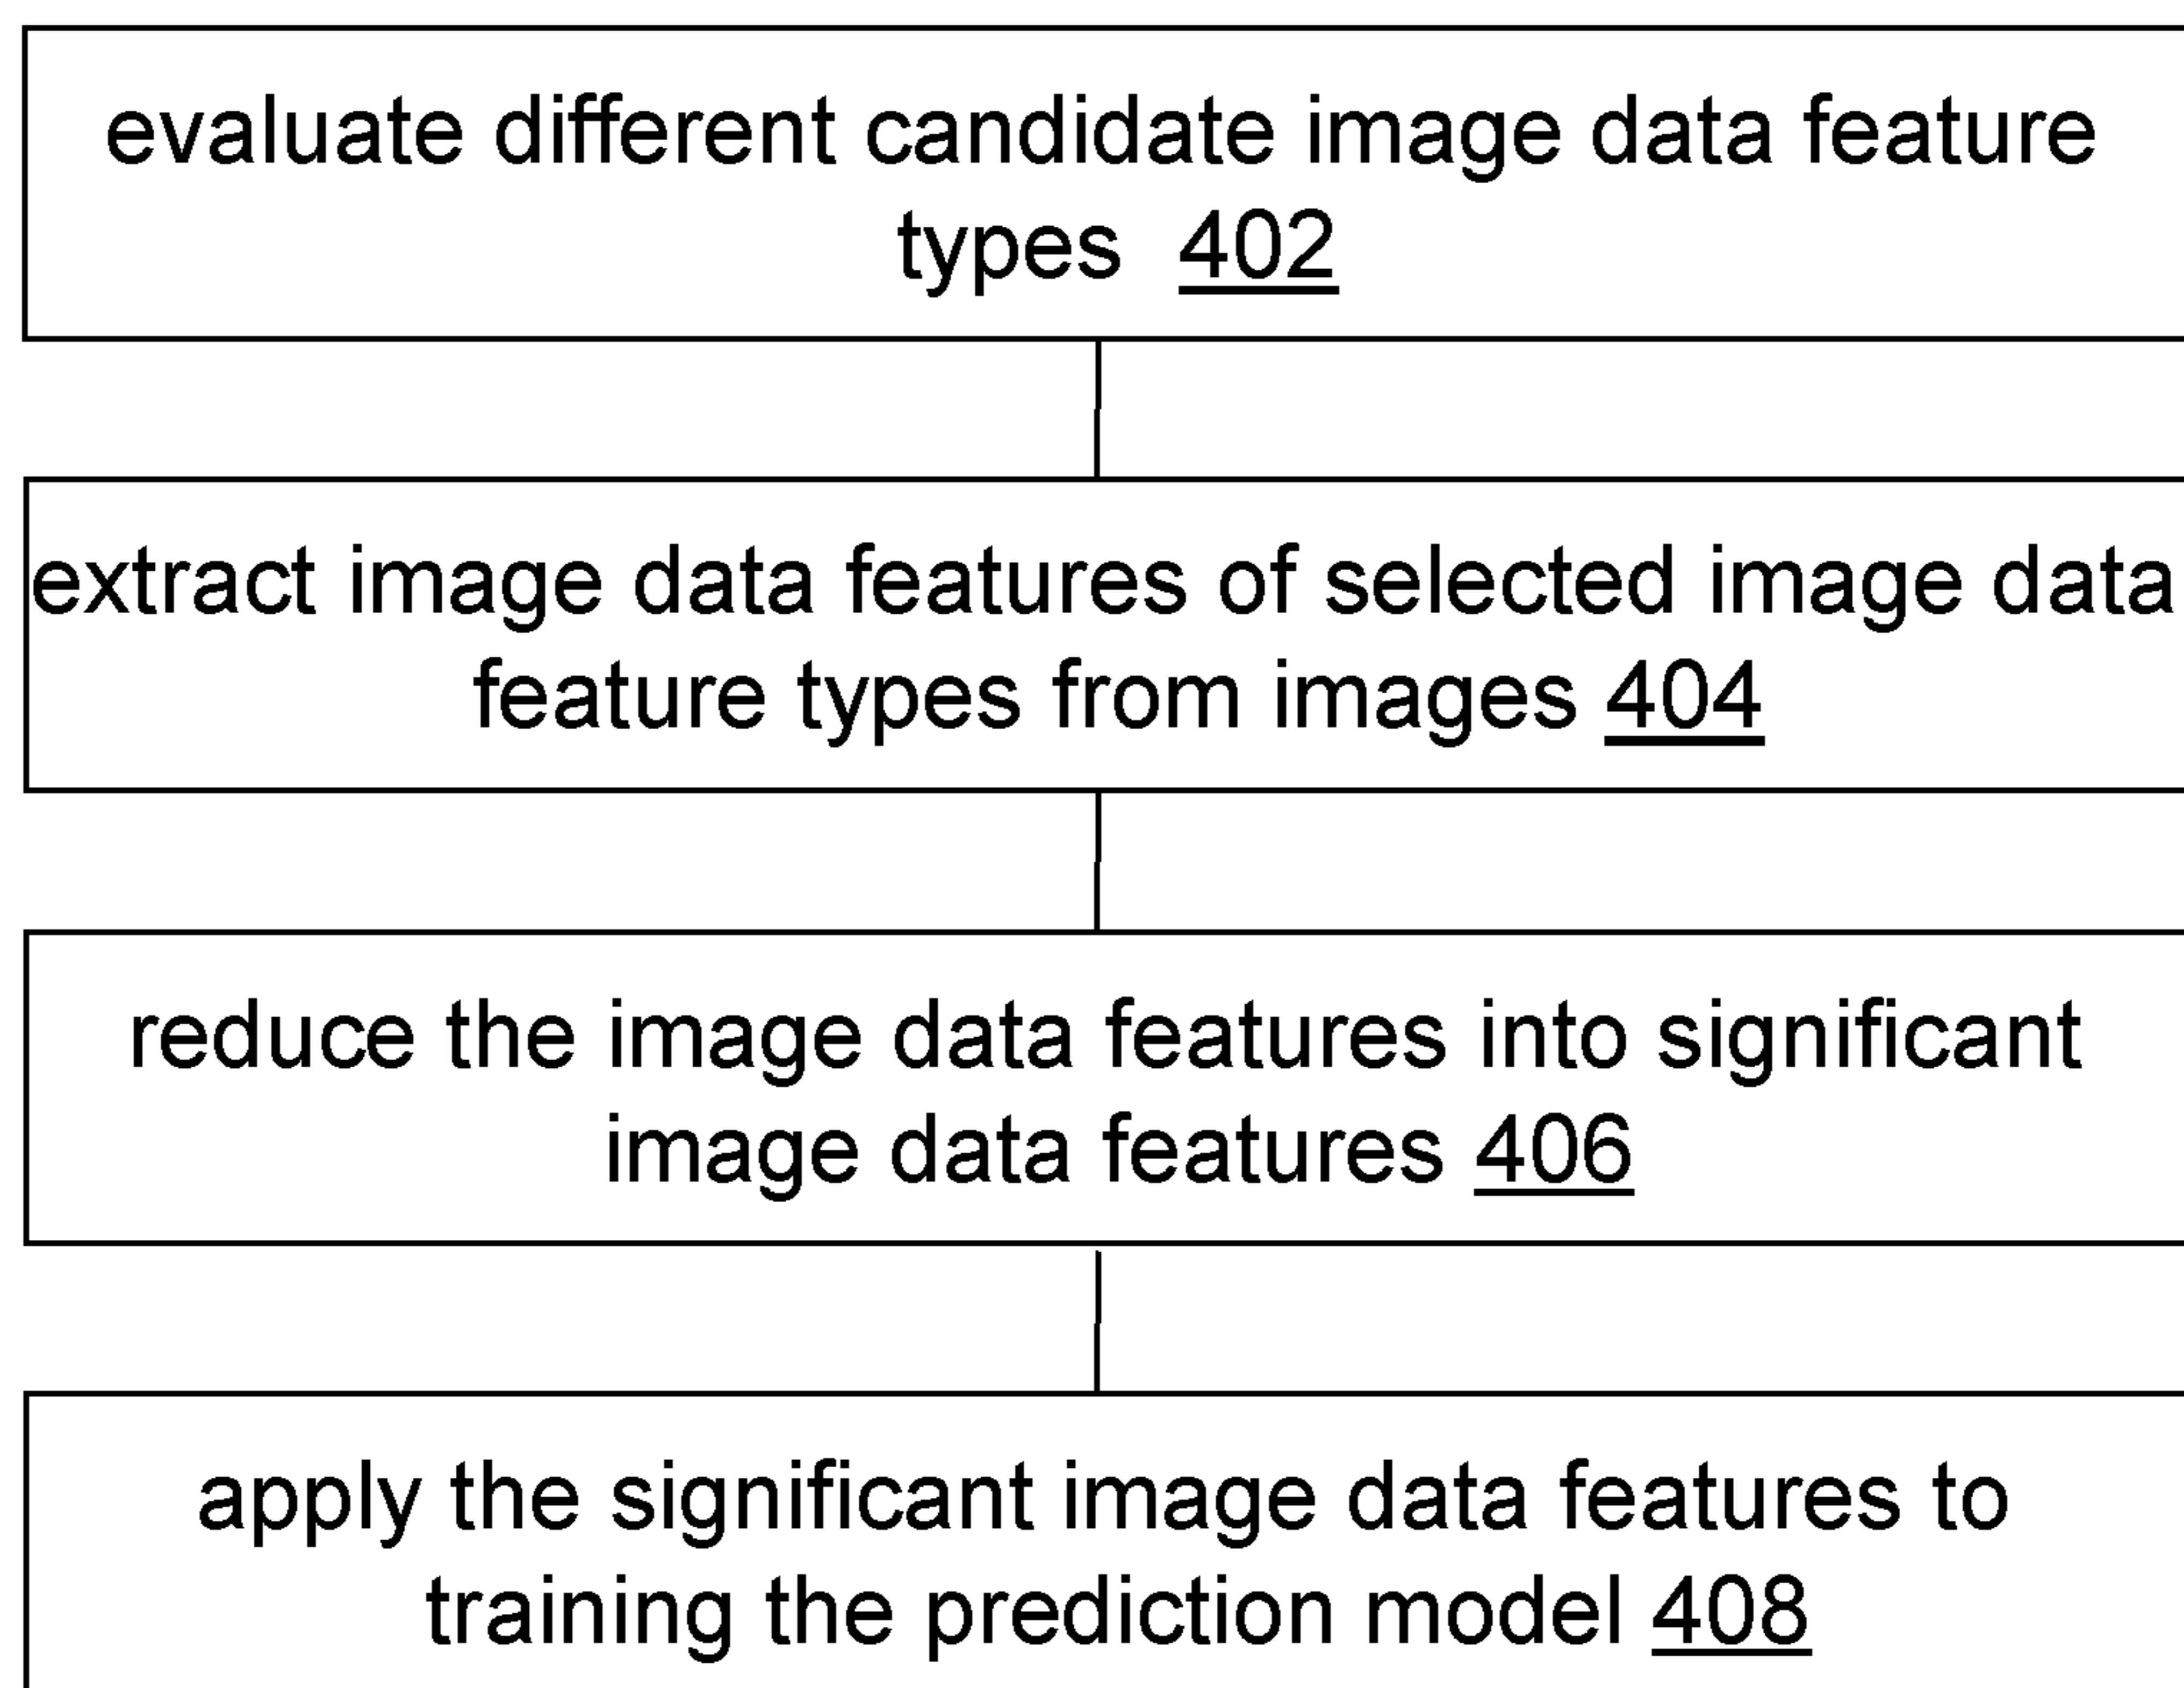 evaluate different candidate image data feature
types 402
extract image data features of selected image data
feature types from images 404
reduce the image data features into significant
image data features 406
apply the significant image data features to
training the prediction model 408